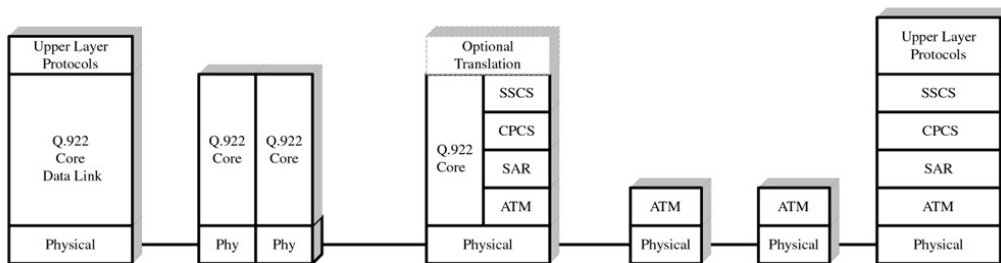 Upper Layer
Protocols
Q.922
Core
Data Link
Physical
Q.922
Core
Q.922
Core
Phy
Phy
Optional
Translation
Q.922
Core
SSCS
CPCS
SAR
ATM
Physical
ATM
Physical
ATM
Physical
Upper Layer
Protocols
SSCS
CPCS
SAR
ATM
Physical